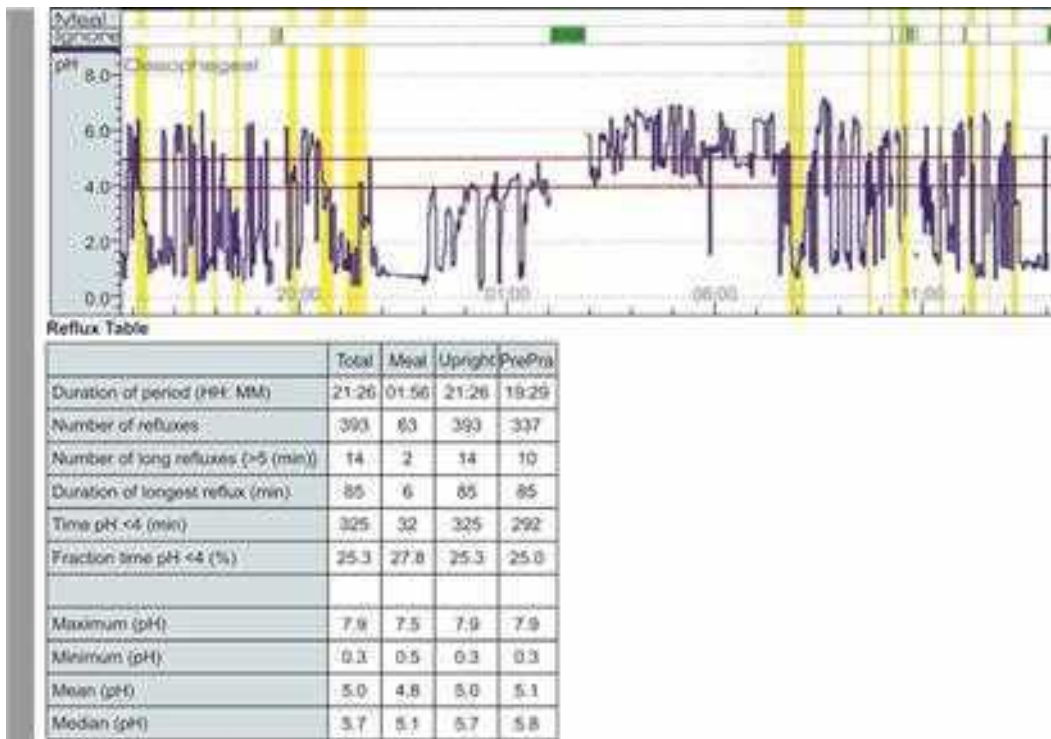 Meal
Ignore
pH
Oesophageal
8.0
6.0
4.0
2.0
0.0
20:00 01:00 06:00 11:00
Reflux Table
Total Meal Upright PrePra
Duration of period (HH: MM) 21:26 01:56 21:26 19:29
Number of refluxes 393 63 393 337
Number of long refluxes (>5 (min)) 14 2 14 10
Duration of longest reflux (min) 85 6 85 85
Time pH <4 (min) 325 32 325 292
Fraction time pH <4 (%) 25.3 27.8 25.3 25.0
Maximum (pH) 7.9 7.5 7.9 7.9
Minimum (pH) 0.3 0.5 0.3 0.3
Mean (pH) 5.0 4.8 5.0 5.1
Median (pH) 5.7 5.1 5.7 5.8